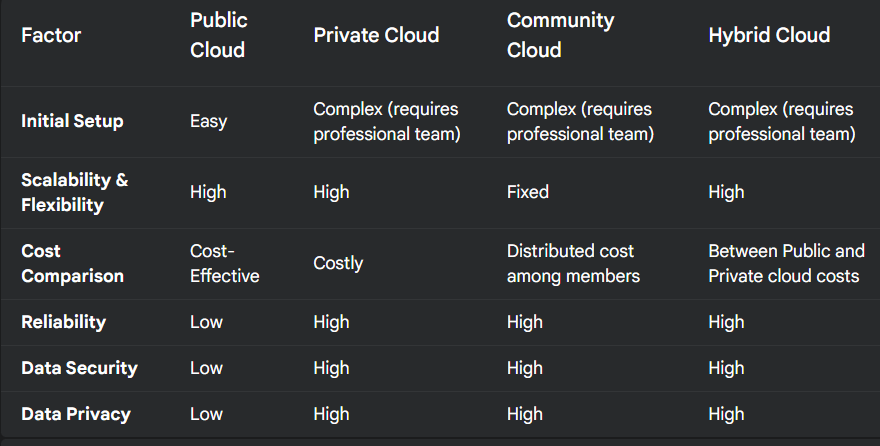 Factor
Public Cloud
Private Cloud
Community Cloud
Hybrid Cloud
Initial Setup
Easy
Complex (requires
professional team)
Complex (requires
professional team)
Complex (requires
professional team)
Scalability &
Flexibility
High
High
Fixed
High
Cost
Comparison
Cost-
Effective
Costly
Distributed cost
among members
Between Public and
Private cloud costs
Reliability
Low
High
High
High
Data Security
Low
High
High
High
Data Privacy
Low
High
High
High